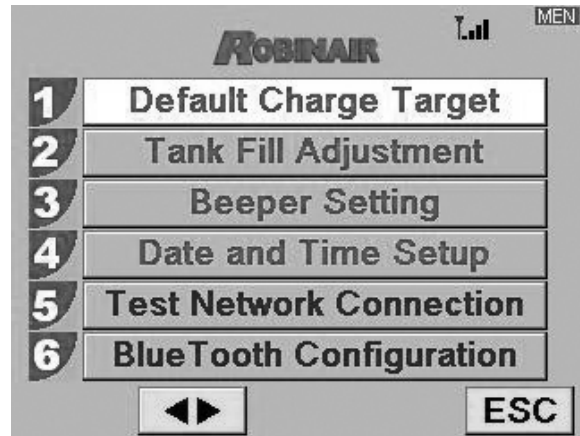 MEN
ROBINAIR
1 Default Charge Target
2 Tank Fill Adjustment
3 Beeper Setting
4 Date and Time Setup
5 Test Network Connection
6 BlueTooth Configuration
ESC